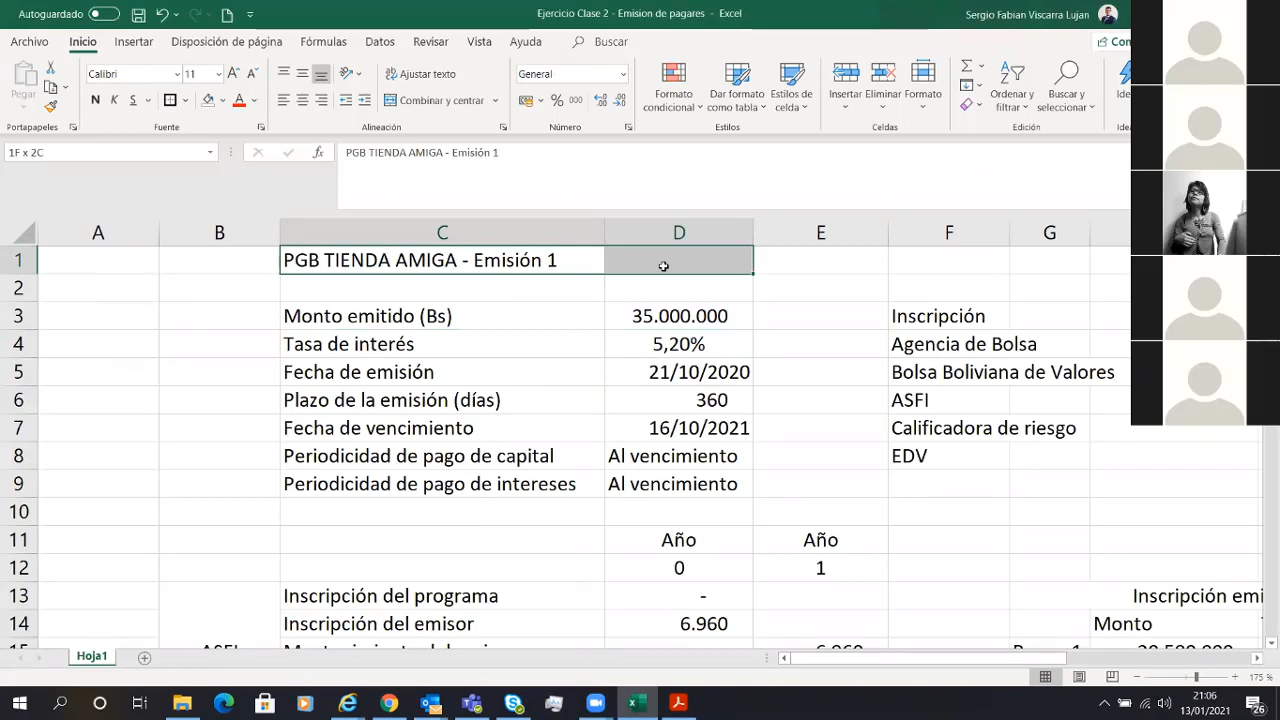 Autoguardado
Ejercicio Clase 2 - Emision de pagares - Excel
Sergio Fabian Viscarra Lujan
Archivo Inicio Insertar Disposición de página Fórmulas Datos Revisar Vista Ayuda Buscar
Pegar
Calibri 11
N K S
Ajustar texto
Combinar y centrar
General
% 000
Formato condicional
Dar formato como tabla
Estilos de celda
Insertar Eliminar Formato
Ordenar y filtrar
Buscar y seleccionar
Portapapeles Fuente Alineación Número Estilos Celdas Edición
1F x 2C
fx
PGB TIENDA AMIGA - Emisión 1
A B C D E F G
1 PGB TIENDA AMIGA - Emisión 1
2
3 Monto emitido (Bs) 35.000.000 Inscripción
4 Tasa de interés 5,20% Agencia de Bolsa
5 Fecha de emisión 21/10/2020 Bolsa Boliviana de Valores
6 Plazo de la emisión (días) 360 ASFI
7 Fecha de vencimiento 16/10/2021 Calificadora de riesgo
8 Periodicidad de pago de capital Al vencimiento EDV
9 Periodicidad de pago de intereses Al vencimiento
10
11 Año Año
12 0 1
13 Inscripción del programa - Inscripción emi
14 Inscripción del emisor 6.960 Monto
Hoja1
175 %
21:06
13/01/2021
26